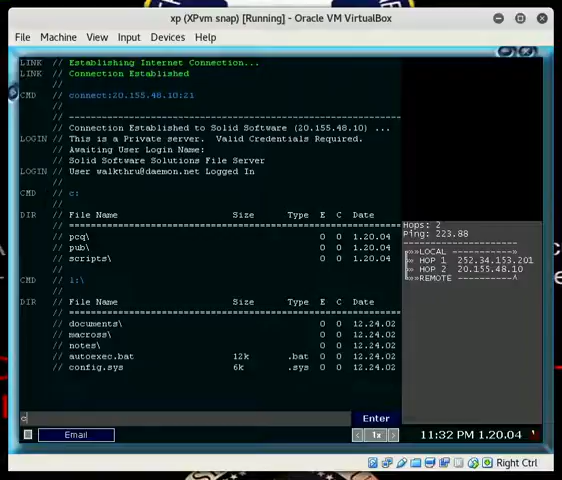 xp (XPvm snap) [Running] - Oracle VM VirtualBox
File Machine View Input Devices Help
LINK // Establishing Internet Connection...
LINK // Connection Established
//
CMD // connect:20.155.48.10:21
//
// ----------------------------------------
// Connection Established to Solid Software (20.155.48.10) ...
LOGIN // This is a Private server. Valid Credentials Required.
// Awaiting User Login Name:
// Solid Software Solutions File Server
LOGIN // User walkthru@daemon.net Logged In
//
CMD // c:
//
DIR // File Name Size Type E C Date
// ========================================
// pcq\ 0 0 1.20.04
// pub\ 0 0 1.20.04
// scripts\ 0 0 1.20.04
//
CMD // l:\
//
DIR // File Name Size Type E C Date
// ========================================
// documents\ 0 0 12.24.02
// macross\ 0 0 12.24.02
// notes\ 0 0 12.24.02
// autoexec.bat 12k .bat 0 0 12.24.02
// config.sys 6k .sys 0 0 12.24.02
Hops: 2
Ping: 223.88
-----------------------
»»LOCAL ----------->
»» HOP 1 252.34.153.201
»» HOP 2 20.155.48.10
»»REMOTE ----------^
c
Enter
Email
< 1x >
11:32 PM 1.20.04
Right Ctrl